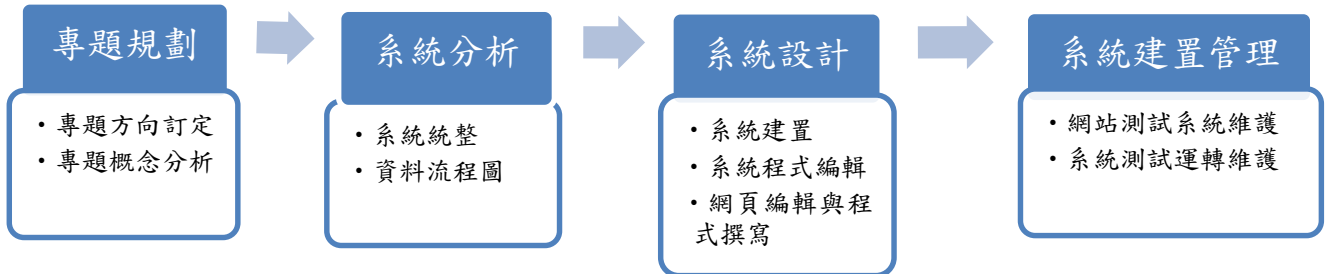 專題規劃
・專題方向訂定
・專題概念分析
系統分析
・系統統整
・資料流程圖
系統設計
・系統建置
・系統程式編輯
・網頁編輯與程
式撰寫
系統建置管理
・網站測試系統維護
・系統測試運轉維護